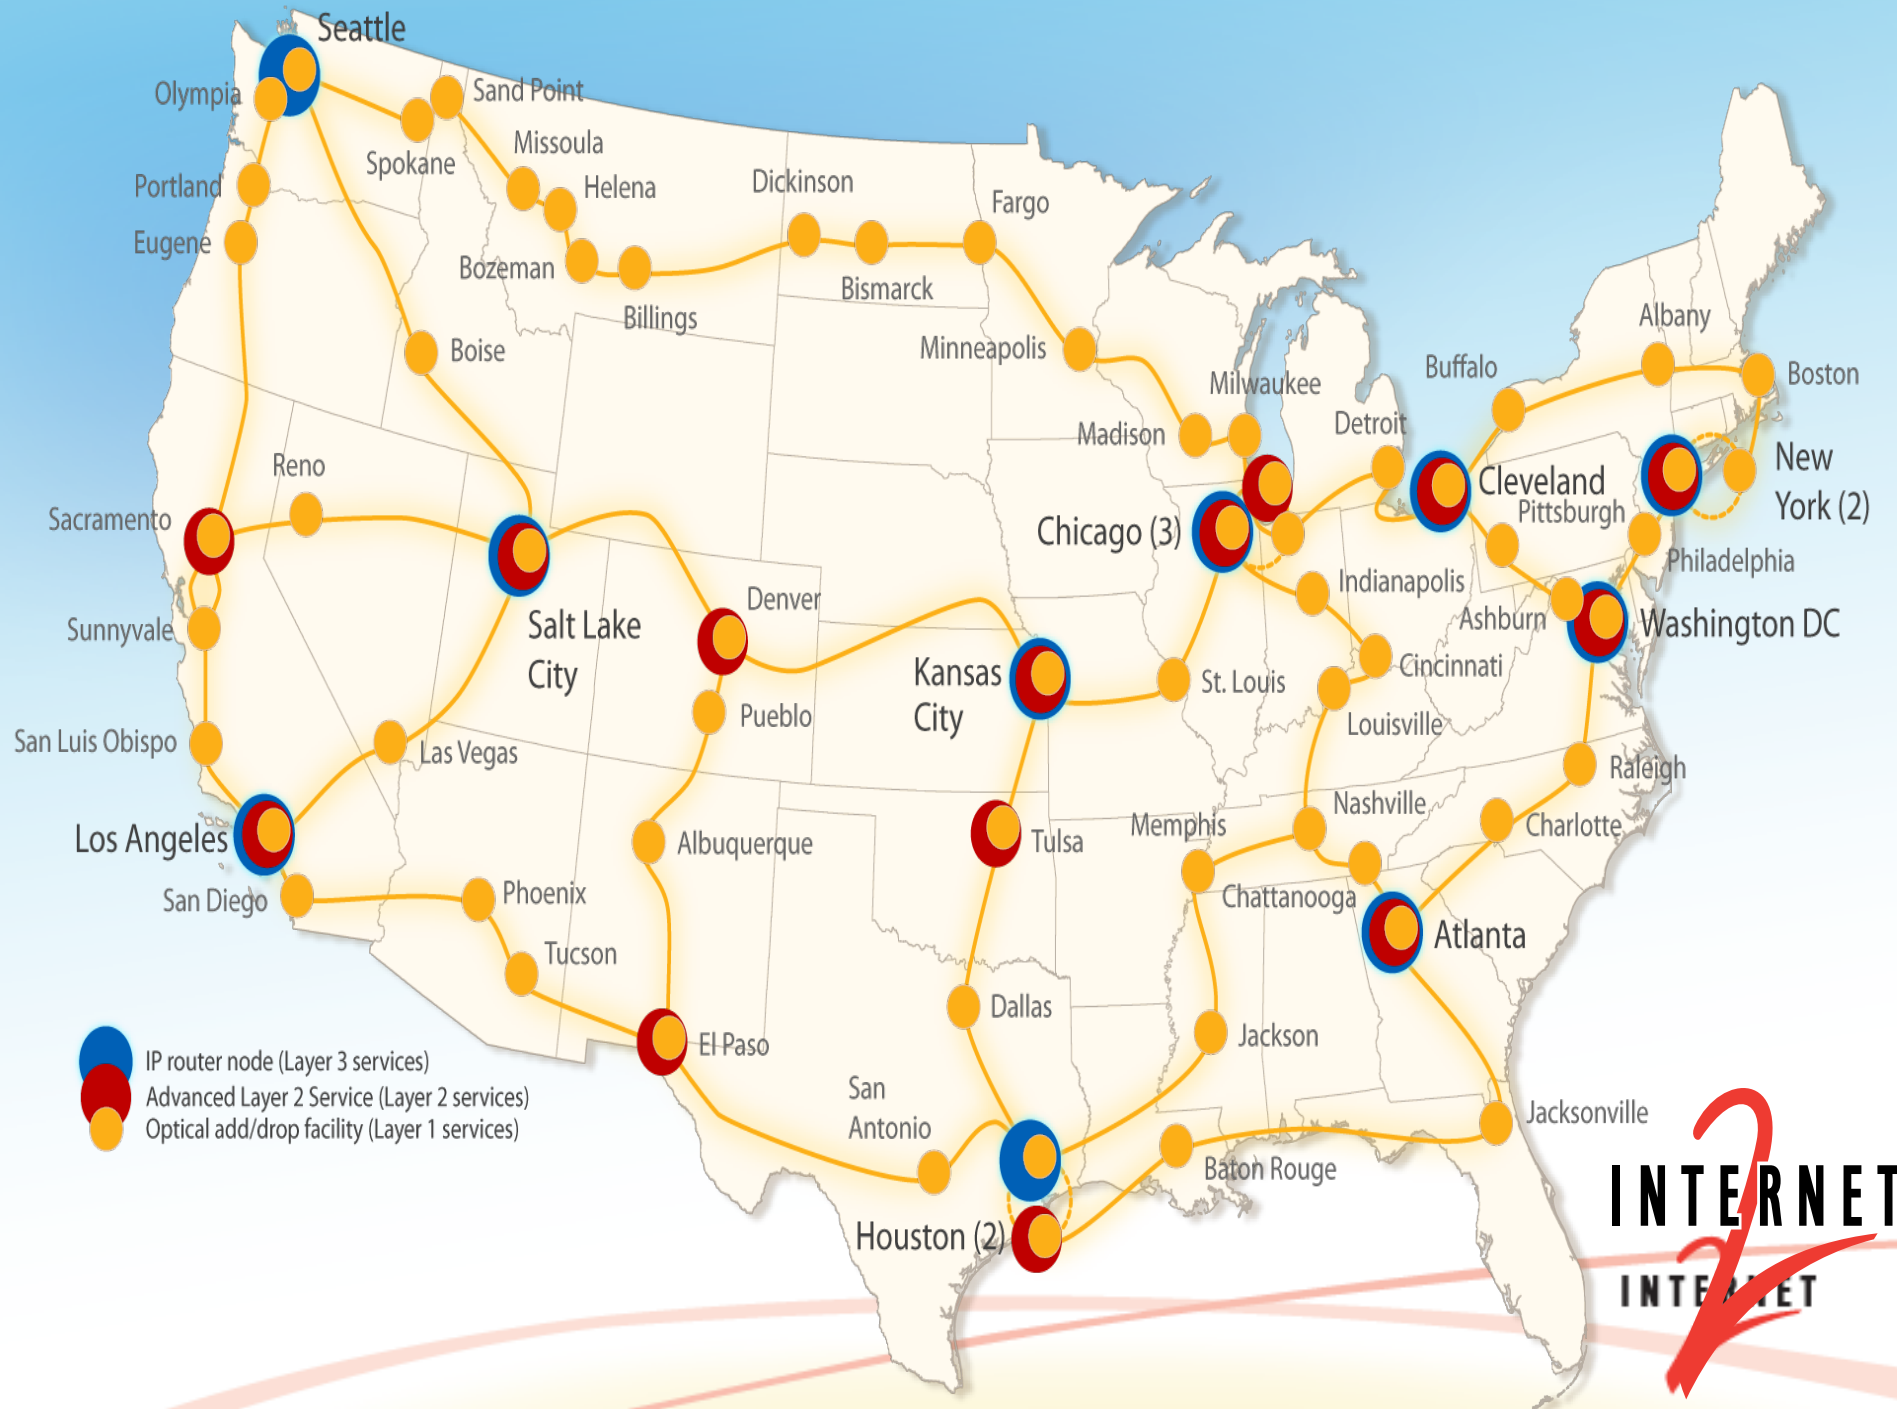 Seattle
Olympia
Sand Point
Missoula
Spokane
Portland
Helena
Dickinson
Fargo
Eugene
Bozeman
Bismarck
Billings
Albany
Boise
Minneapolis
Milwaukee
Buffalo
Boston
Madison
Detroit
Reno
New
York (2)
Cleveland
Pittsburgh
Sacramento
Chicago (3)
Philadelphia
Indianapolis
Denver
Ashburn
Washington DC
Sunnyvale
Salt Lake
City
Kansas
City
St. Louis
Cincinnati
Pueblo
Louisville
San Luis Obispo
Las Vegas
Raleigh
Nashville
Memphis
Charlotte
Los Angeles
Albuquerque
Tulsa
San Diego
Phoenix
Chattanooga
Atlanta
Tucson
Dallas
El Paso
Jackson
IP router node (Layer 3 services)
Advanced Layer 2 Service (Layer 2 services)
Optical add/drop facility (Layer 1 services)
San
Antonio
Jacksonville
Baton Rouge
Houston (2)
INTERNET
2
INTERNET
2